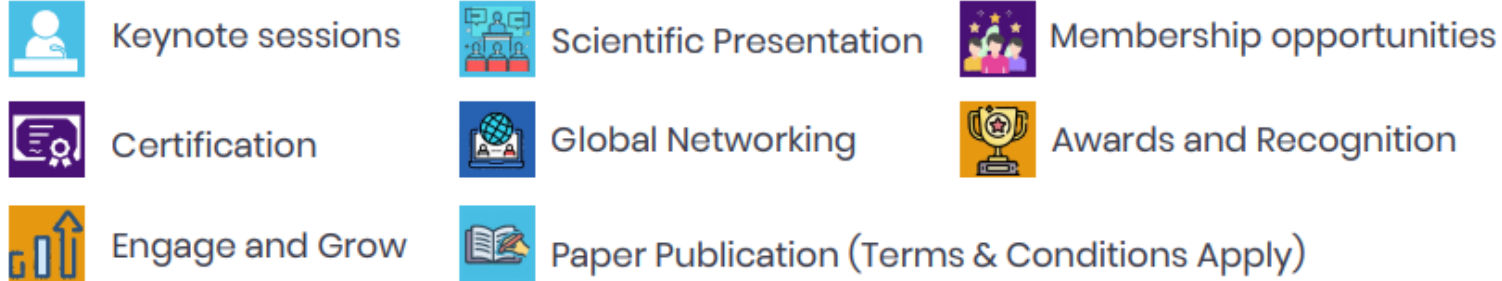 Keynote sessions
Scientific Presentation
Membership opportunities
Certification
Global Networking
Awards and Recognition
Engage and Grow
Paper Publication (Terms & Conditions Apply)